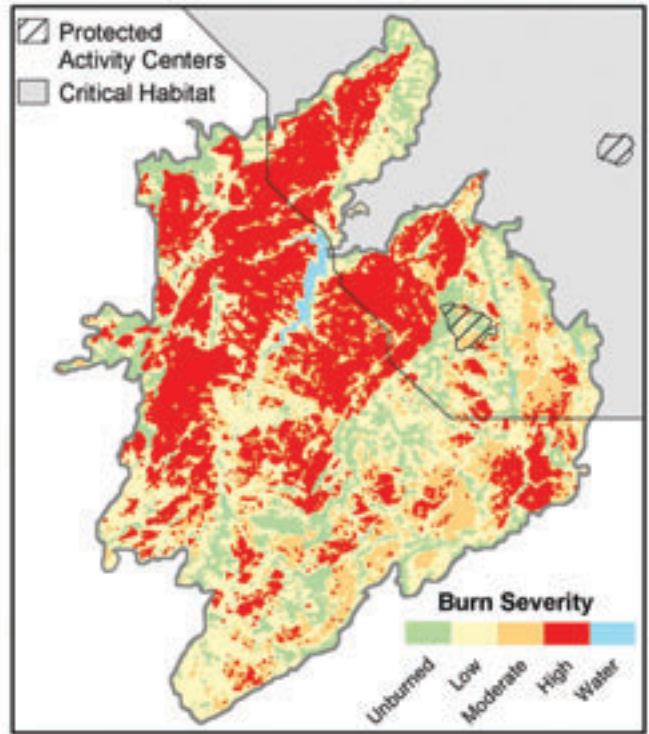 Protected
Activity Centers
Critical Habitat
Burn Severity
Unburned
Low
Moderate
High
Water